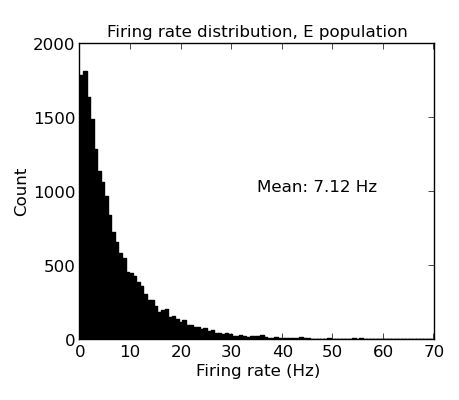 Firing rate distribution, E population
2000
1500
1000
500
0
Count
Mean: 7.12 Hz
0 10 20 30 40 50 60 70
Firing rate (Hz)